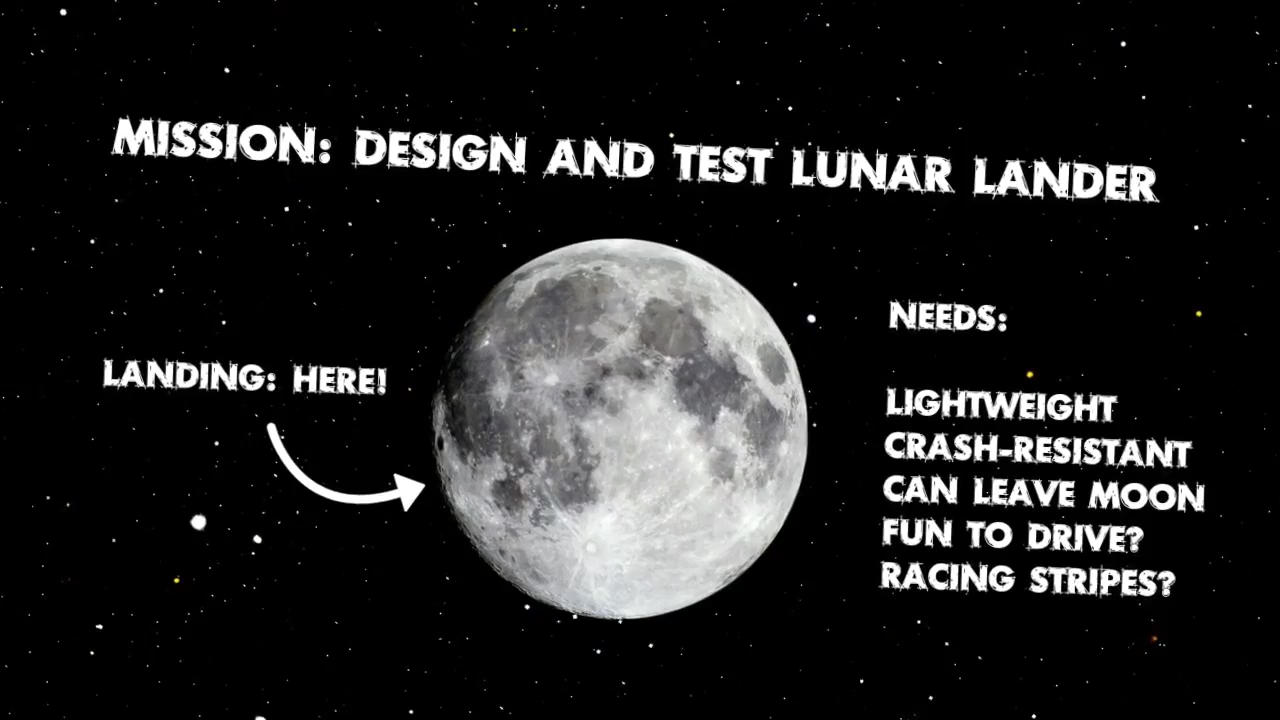 MISSION: DESIGN AND TEST LUNAR LANDER
LANDING: HERE!
NEEDS:
LIGHTWEIGHT
CRASH-RESISTANT
CAN LEAVE MOON
FUN TO DRIVE?
RACING STRIPES?